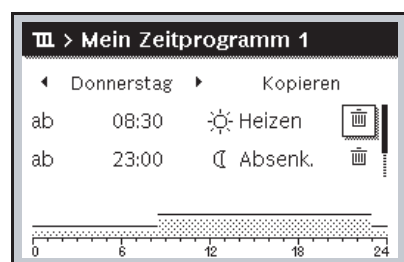 > Mein Zeitprogramm 1
Donnerstag Kopieren
ab 08:30 Heizen
ab 23:00 Absenk.
0 6 12 18 24